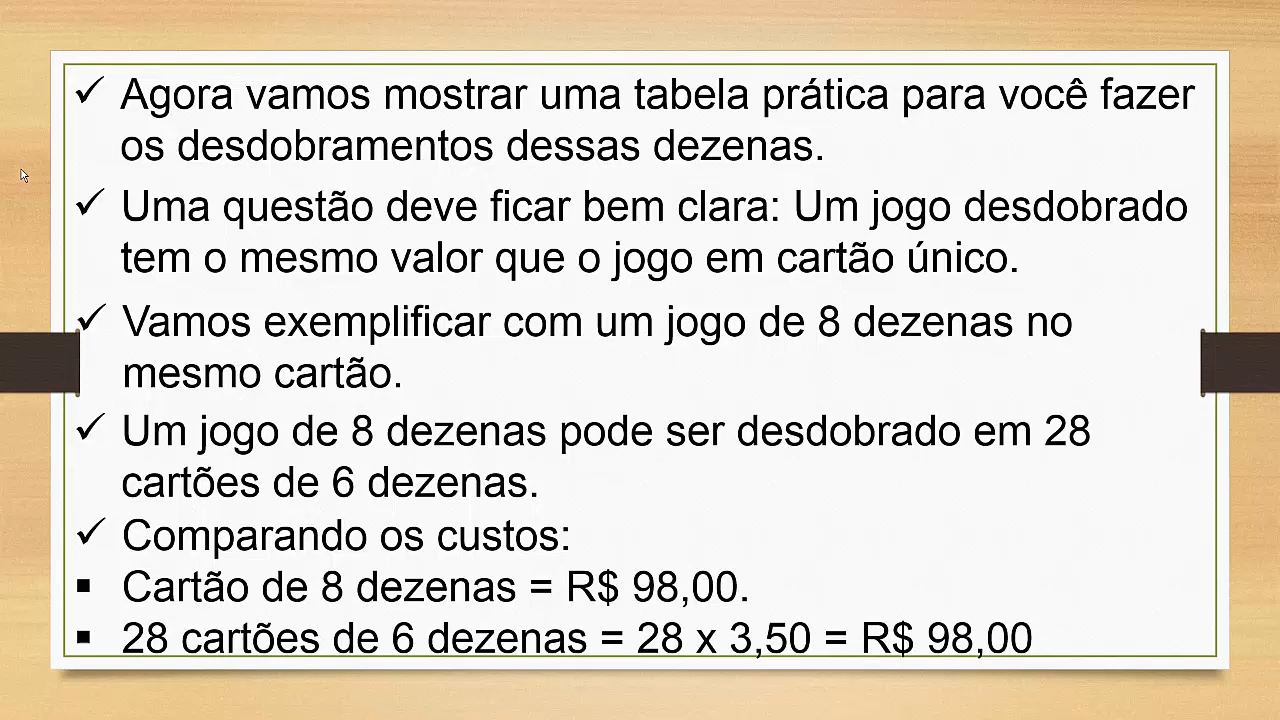 ✓ Agora vamos mostrar uma tabela prática para você fazer
os desdobramentos dessas dezenas.
✓ Uma questão deve ficar bem clara: Um jogo desdobrado
tem o mesmo valor que o jogo em cartão único.
✓ Vamos exemplificar com um jogo de 8 dezenas no
mesmo cartão.
✓ Um jogo de 8 dezenas pode ser desdobrado em 28
cartões de 6 dezenas.
✓ Comparando os custos:
▪ Cartão de 8 dezenas = R$ 98,00.
▪ 28 cartões de 6 dezenas = 28 x 3,50 = R$ 98,00